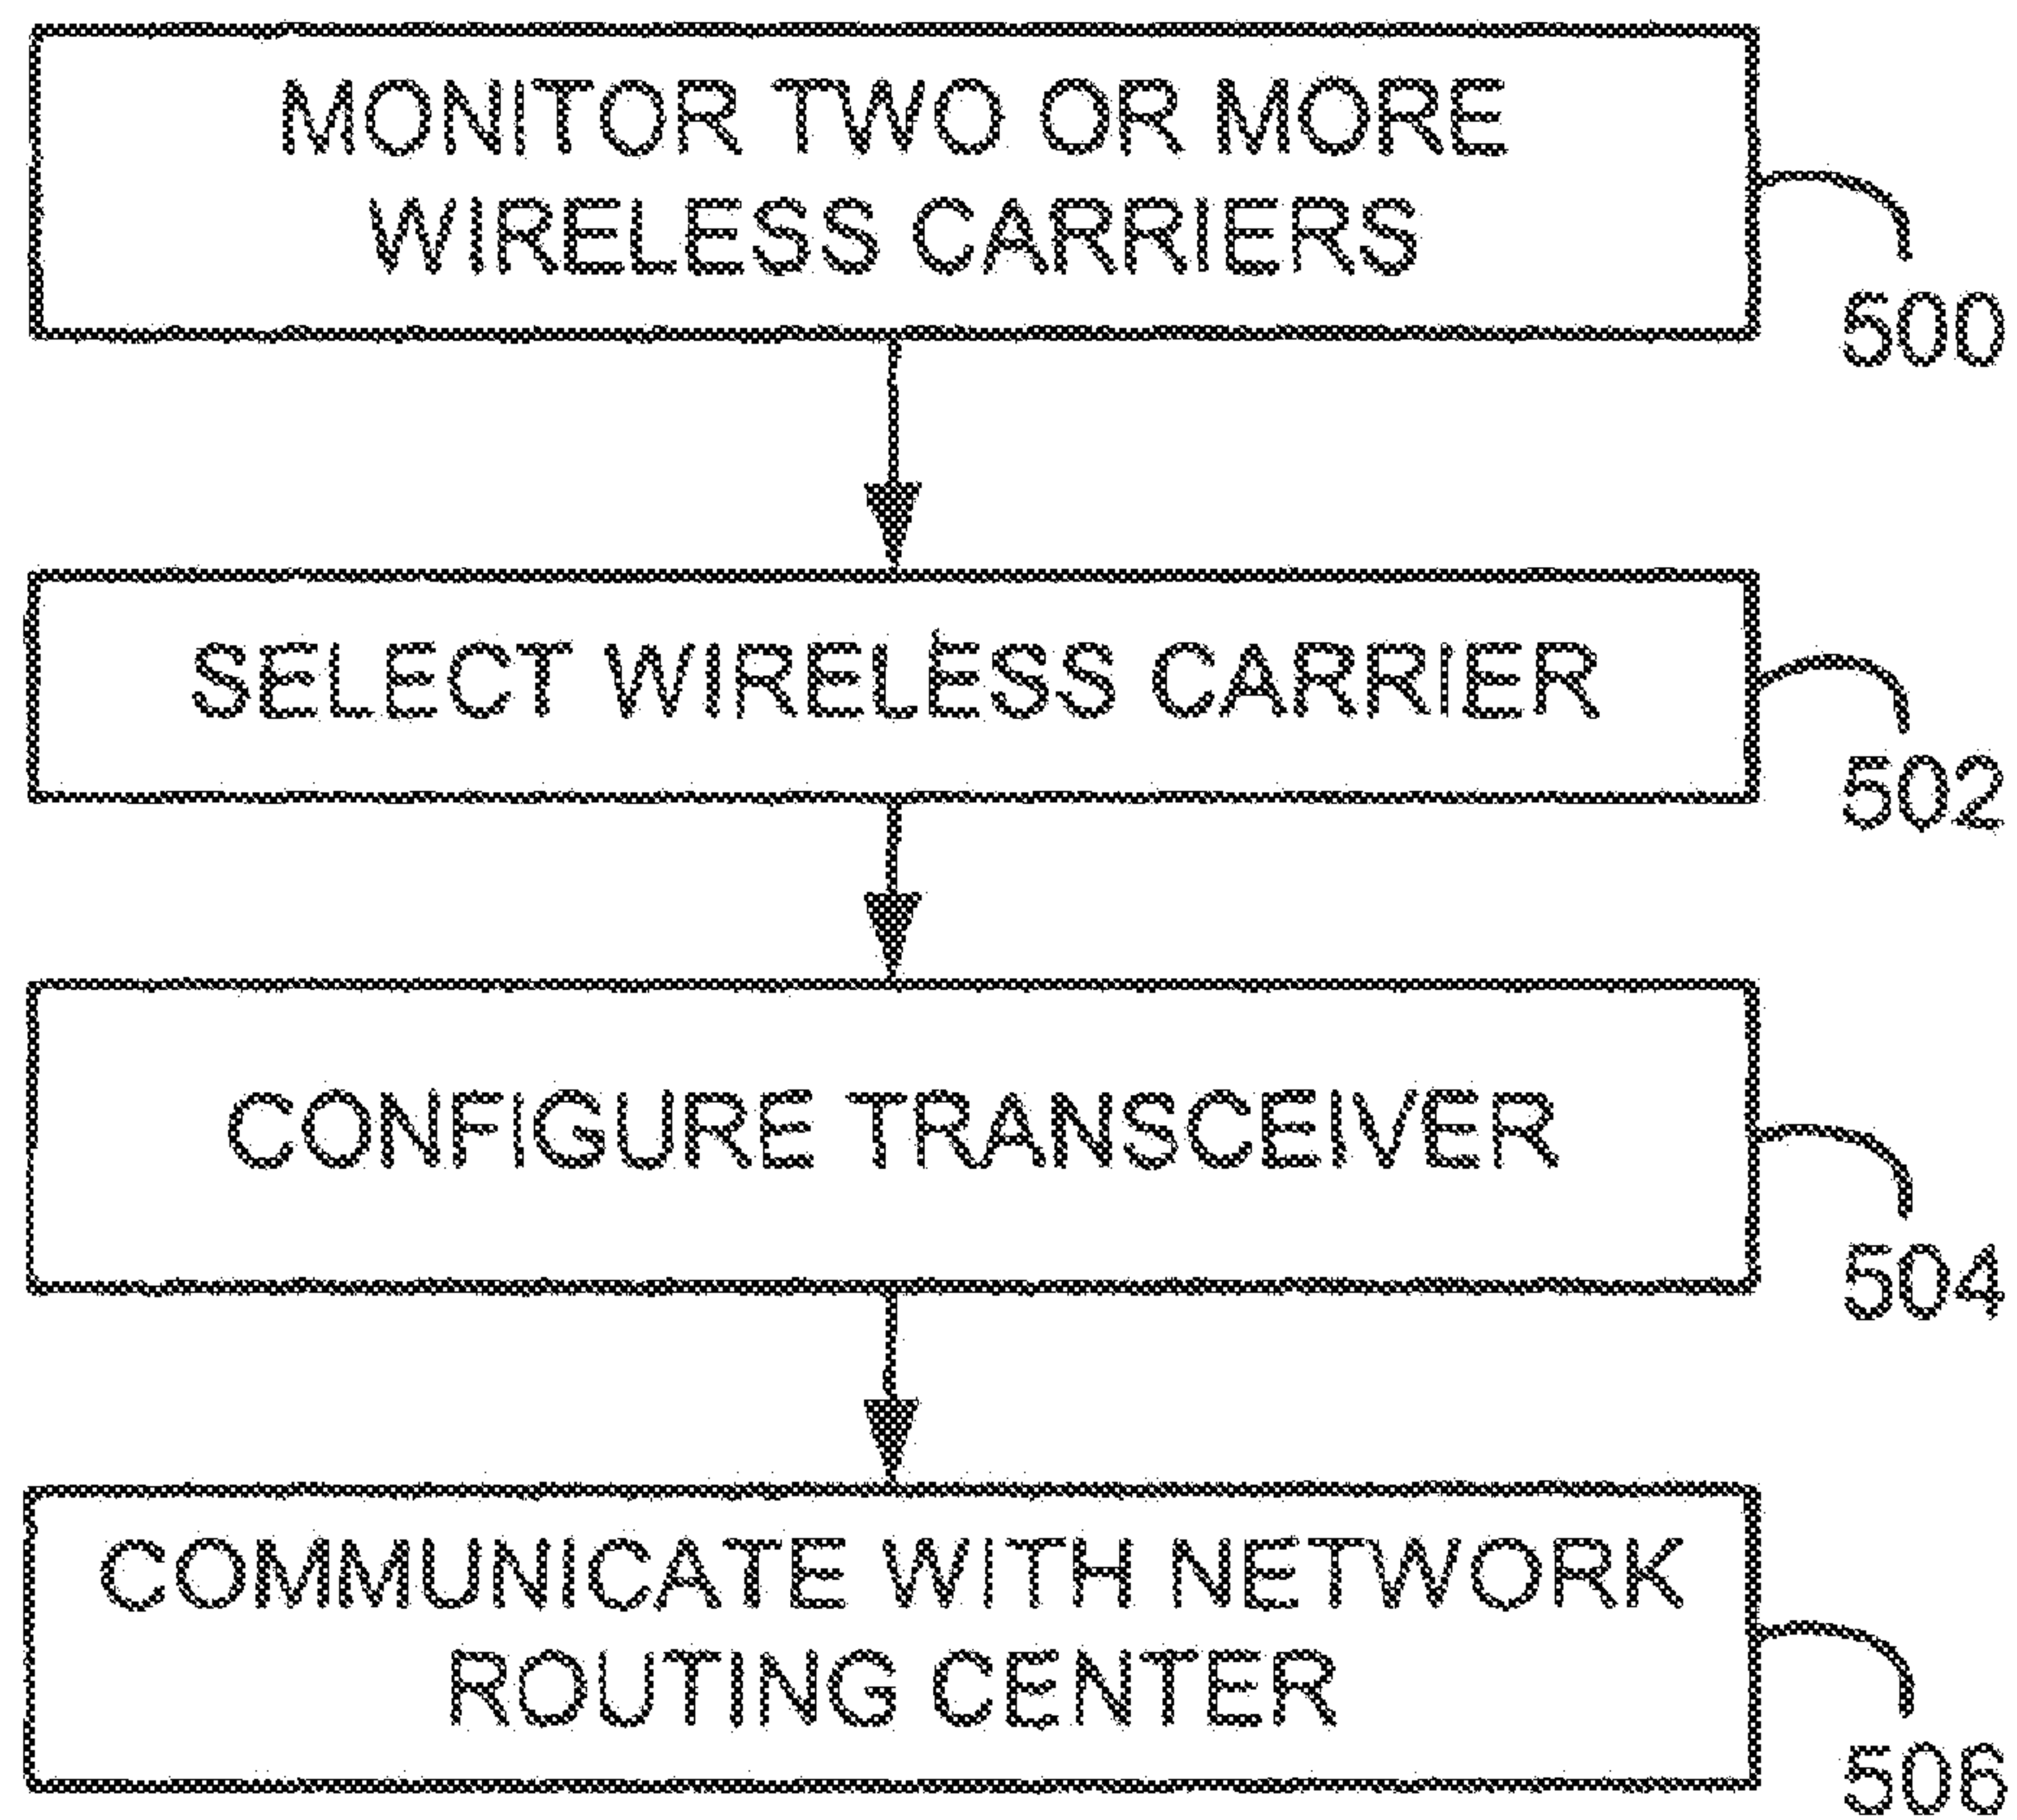 MONITOR TWO OR MORE
WIRELESS CARRIERS
500
SELECT WIRELESS CARRIER
502
CONFIGURE TRANSCEIVER
504
COMMUNICATE WITH NETWORK
ROUTING CENTER
506